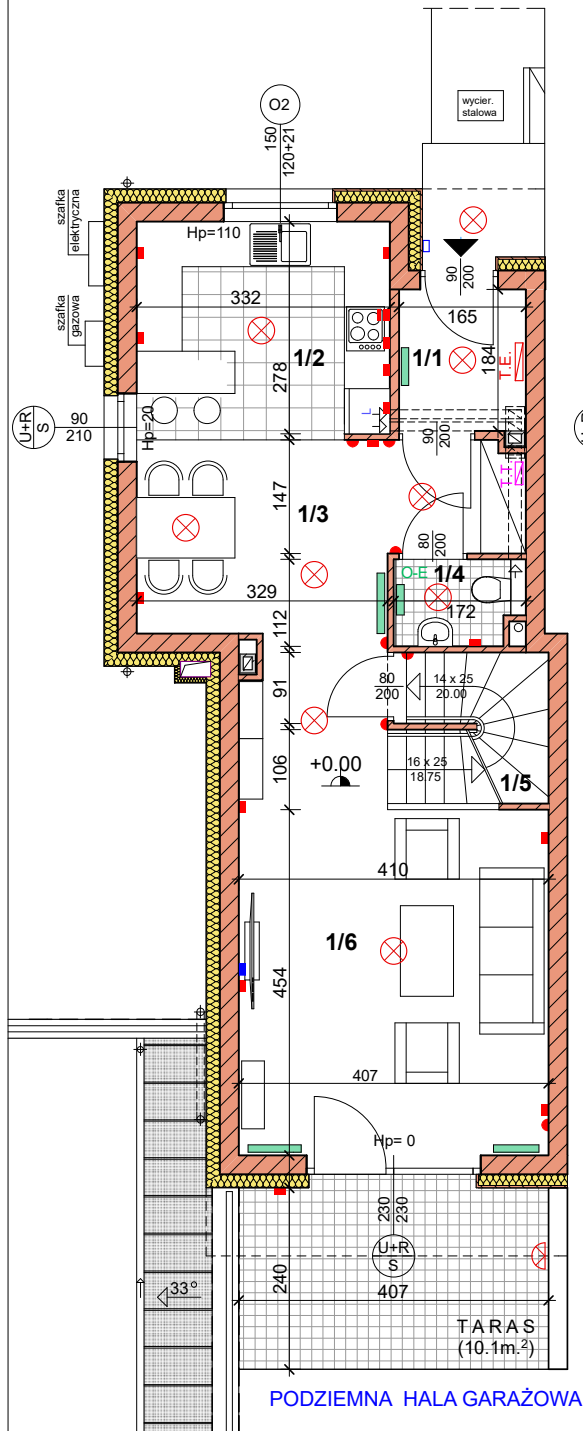 wycier.
stalowa
O2
150
120+21
szafka
elektryczna
Hp=110
90
200
szafka
gazowa
332
165
1/2
1/1
184
T.E.
278
L
U+R
S
90
210
Hp=20
90
200
T.T
147
1/3
80
200
O-E
1/4
329
172
112
91
80
200
14 x 25
20.00
106
+0.00
16 x 25
18.75
1/5
410
1/6
454
407
Hp= 0
230
230
U+R
S
240
33°
407
TARAS
(10.1m.²)
PODZIEMNA HALA GARAŻOWA